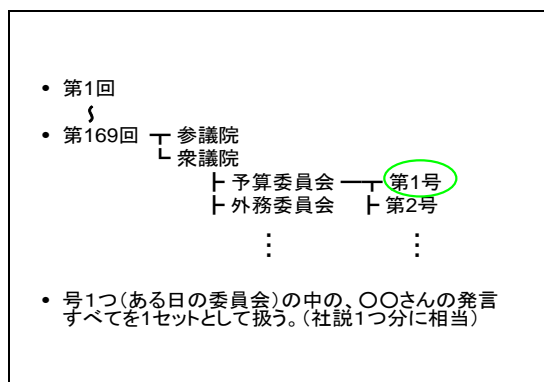 • 第1回
〜
• 第169回 ┳ 参議院
┗ 衆議院
┣ 予算委員会 ━┳ 第1号
┣ 外務委員会 ┣ 第2号
： ：
• 号1つ(ある日の委員会)の中の、○○さんの発言
すべてを1セットとして扱う。(社説1つ分に相当)